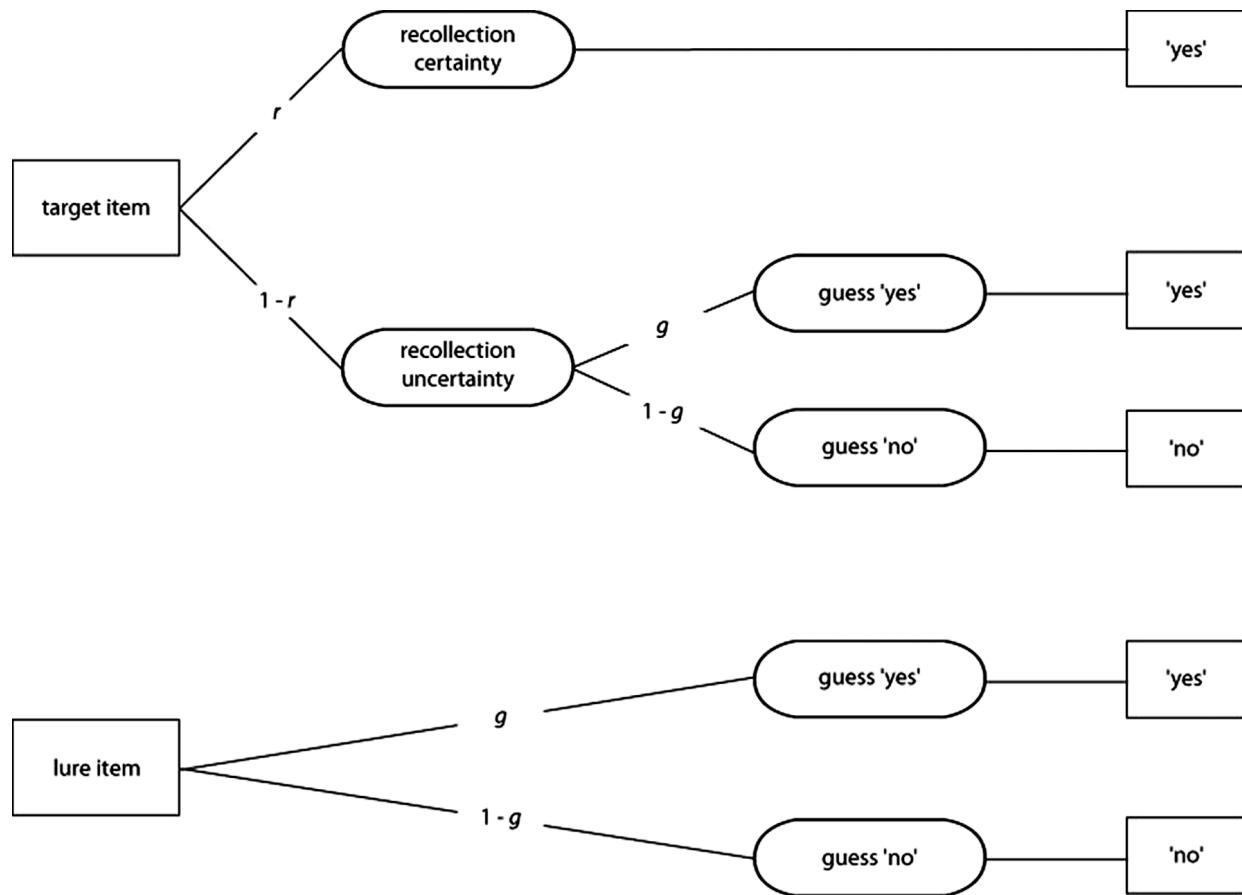 recollection
certainty
'yes'
r
target item
1 - r
guess 'yes'
'yes'
g
recollection
uncertainty
1 - g
guess 'no'
'no'
guess 'yes'
'yes'
g
lure item
1 - g
guess 'no'
'no'